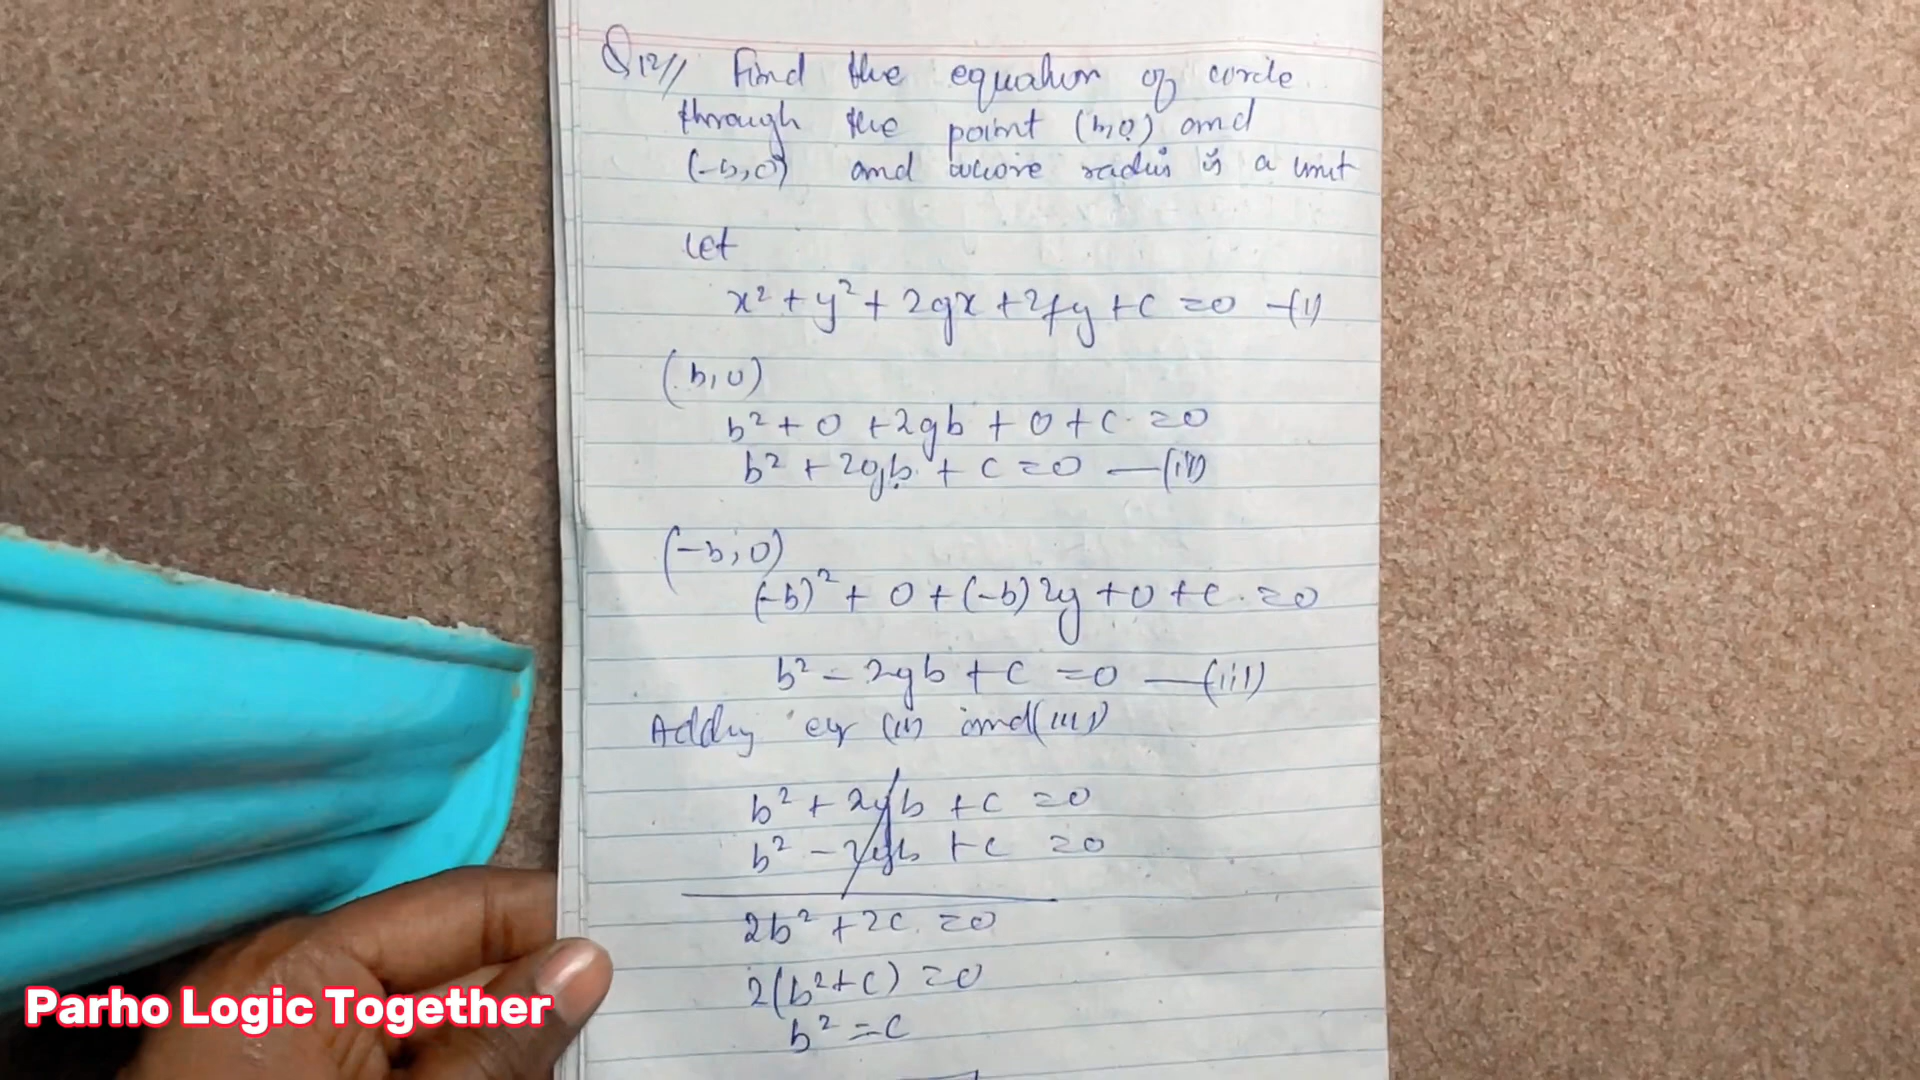 Q12// Find the equation of circle
through the point (b,0) and
(-b,0) and whose radius is a unit
Let
x² + y² + 2gx + 2fy + c = 0 —(i)
(b,0)
b² + 0 + 2gb + 0 + c = 0
b² + 2gb + c = 0 —(ii)
(-b,0)
(-b)² + 0 + (-b) 2g + 0 + c = 0
b² - 2gb + c = 0 —(iii)
Adding eq (ii) and (iii)
b² + 2gb + c = 0
b² - 2gb + c = 0
2b² + 2c = 0
2(b² + c) = 0
b² = -c
Parho Logic Together